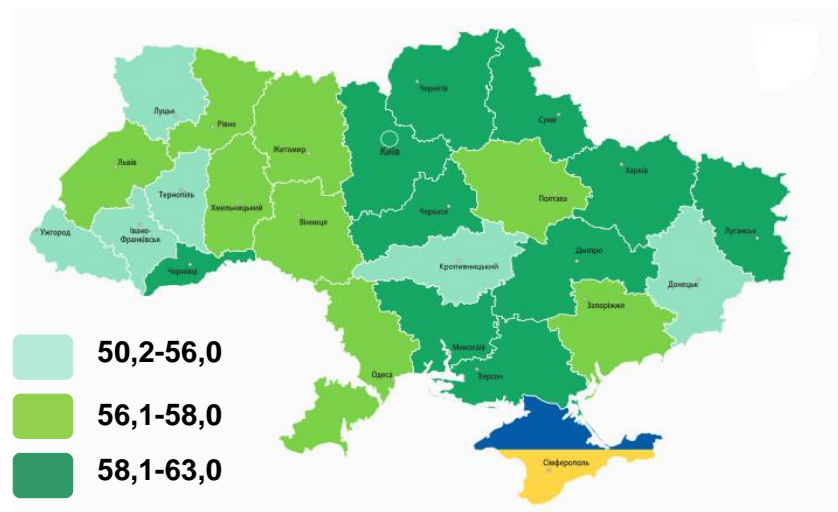 Чернігів
Луцьк
Рівне
Суми
Житомир
Київ
Львів
Харків
Тернопіль
Хмельницький
Полтава
Черкаси
Вінниця
Ужгород
Івано-
Франківськ
Луганськ
Чернівці
Дніпро
Кропивницький
Донецьк
Запоріжжя
Миколаїв
Одеса
Херсон
Сімферополь
50,2-56,0
56,1-58,0
58,1-63,0